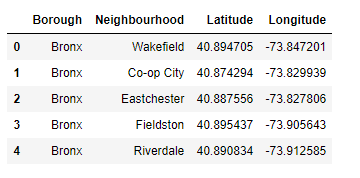 Borough Neighbourhood Latitude Longitude
0 Bronx Wakefield 40.894705 -73.847201
1 Bronx Co-op City 40.874294 -73.829939
2 Bronx Eastchester 40.887556 -73.827806
3 Bronx Fieldston 40.895437 -73.905643
4 Bronx Riverdale 40.890834 -73.912585